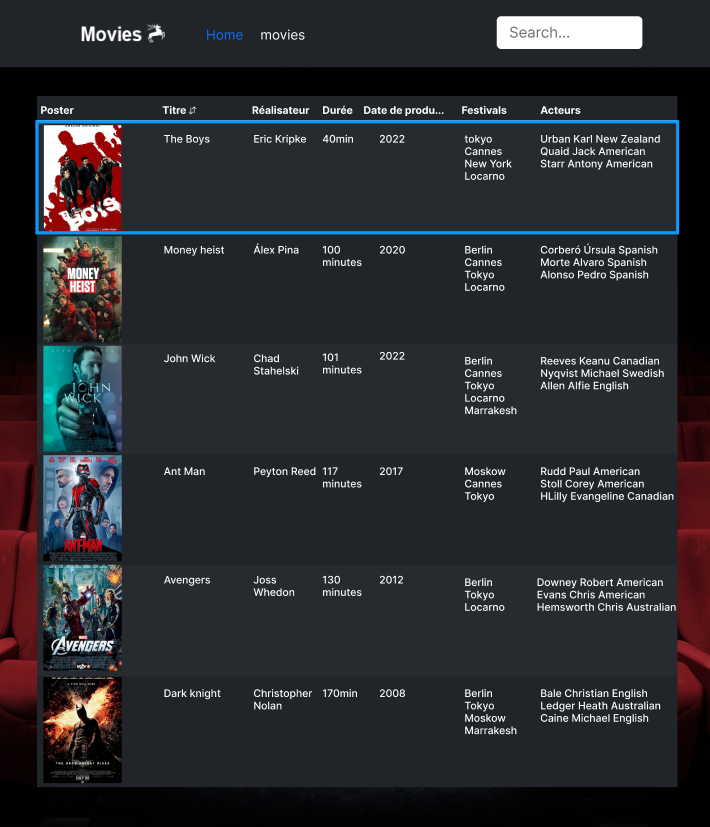 Movies
Home movies
Search...
Poster Titre Réalisateur Durée Date de produ... Festivals Acteurs
BOYS
The Boys Eric Kripke 40min 2022 tokyo Urban Karl New Zealand
Cannes Quaid Jack American
New York Starr Antony American
Locarno
MONEY
HEIST
Money heist Álex Pina 100 2020 Berlin Corberó Úrsula Spanish
minutes Cannes Morte Alvaro Spanish
Tokyo Alonso Pedro Spanish
Locarno
JOHN
WICK
John Wick Chad 101 2022 Berlin Reeves Keanu Canadian
Stahelski minutes Cannes Nyqvist Michael Swedish
Tokyo Allen Alfie English
Locarno
Marrakesh
ANT-MAN
Ant Man Peyton Reed 117 2017 Moskow Rudd Paul American
minutes Cannes Stoll Corey American
Tokyo HLilly Evangeline Canadian
AVENGERS
Avengers Joss 130 2012 Berlin Downey Robert American
Whedon minutes Tokyo Evans Chris American
Locarno Hemsworth Chris Australian
THE DARK KNIGHT RISES
Dark knight Christopher 170min 2008 Berlin Bale Christian English
Nolan Tokyo Ledger Heath Australian
Moskow Caine Michael English
Marrakesh